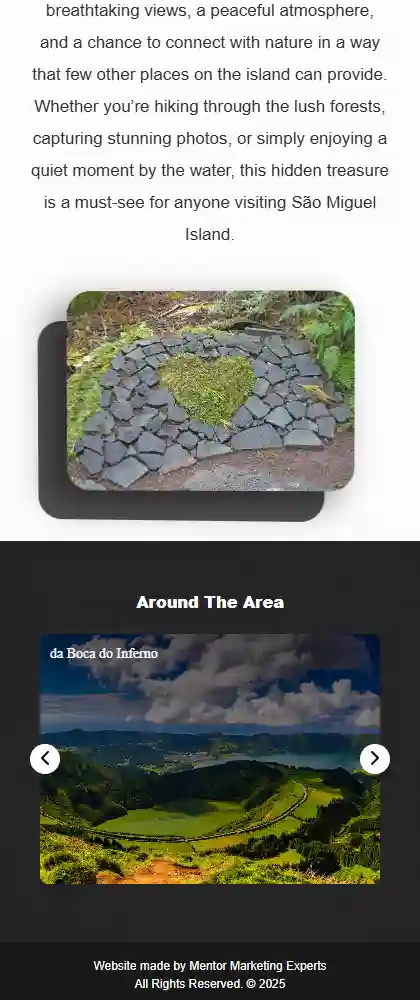 breathtaking views, a peaceful atmosphere,
and a chance to connect with nature in a way
that few other places on the island can provide.
Whether you’re hiking through the lush forests,
capturing stunning photos, or simply enjoying a
quiet moment by the water, this hidden treasure
is a must-see for anyone visiting São Miguel
Island.
Around The Area
da Boca do Inferno
Website made by Mentor Marketing Experts
All Rights Reserved. © 2025